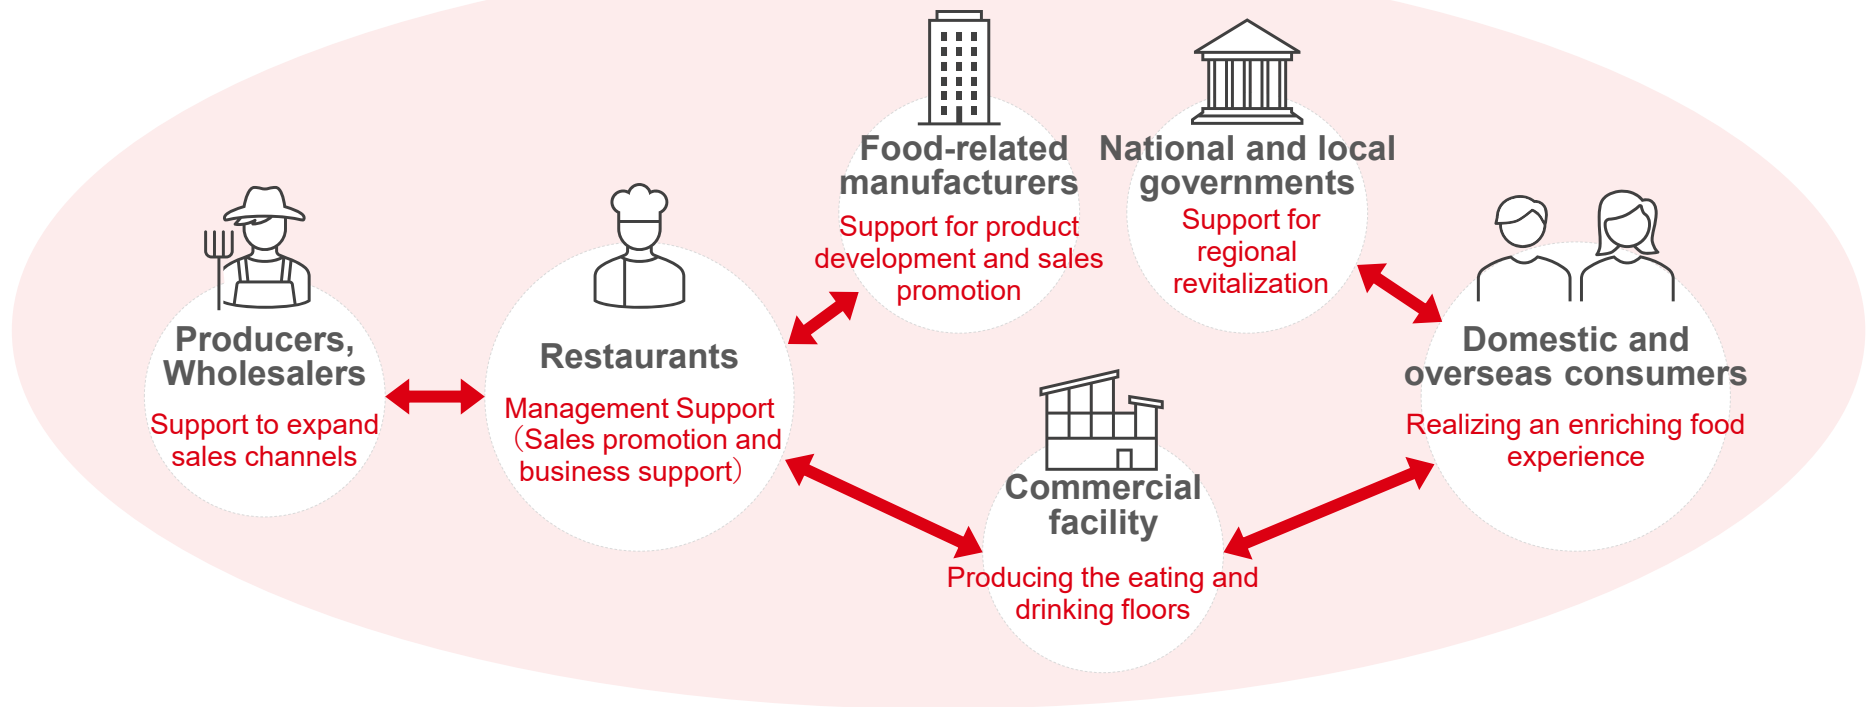 Food-related
manufacturers
Support for product
development and sales
promotion
National and local
governments
Support for
regional
revitalization
Producers,
Wholesalers
Support to expand
sales channels
Restaurants
Management Support
（Sales promotion and
business support）
Domestic and
overseas consumers
Realizing an enriching food
experience
Commercial
facility
Producing the eating and
drinking floors